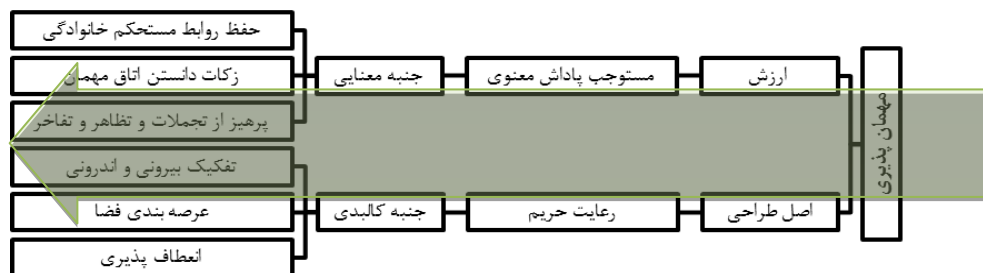 مهمان پذیری
ارزش
مستوجب پاداش معنوی
جنبه معنایی
حفظ روابط مستحکم خانوادگی
زکات دانستن اتاق مهمان
پرهیز از تجملات و تظاهر و تفاخر
اصل طراحی
رعایت حریم
جنبه کالبدی
تفکیک بیرونی و اندرونی
عرصه بندی فضا
انعطاف پذیری